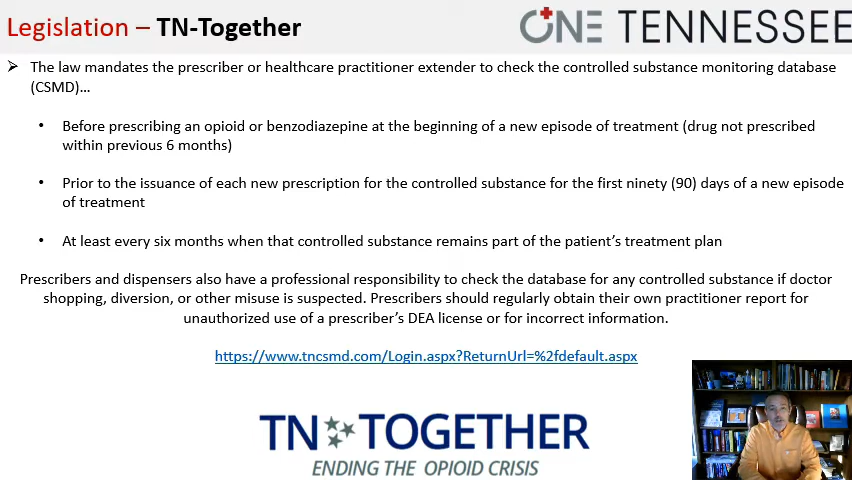 Legislation – TN-Together
ONE TENNESSEE
➢ The law mandates the prescriber or healthcare practitioner extender to check the controlled substance monitoring database
(CSMD)…
• Before prescribing an opioid or benzodiazepine at the beginning of a new episode of treatment (drug not prescribed
within previous 6 months)
• Prior to the issuance of each new prescription for the controlled substance for the first ninety (90) days of a new episode
of treatment
• At least every six months when that controlled substance remains part of the patient’s treatment plan
Prescribers and dispensers also have a professional responsibility to check the database for any controlled substance if doctor
shopping, diversion, or other misuse is suspected. Prescribers should regularly obtain their own practitioner report for
unauthorized use of a prescriber’s DEA license or for incorrect information.
https://www.tncsmd.com/Login.aspx?ReturnUrl=%2fdefault.aspx
TN TOGETHER
ENDING THE OPIOID CRISIS